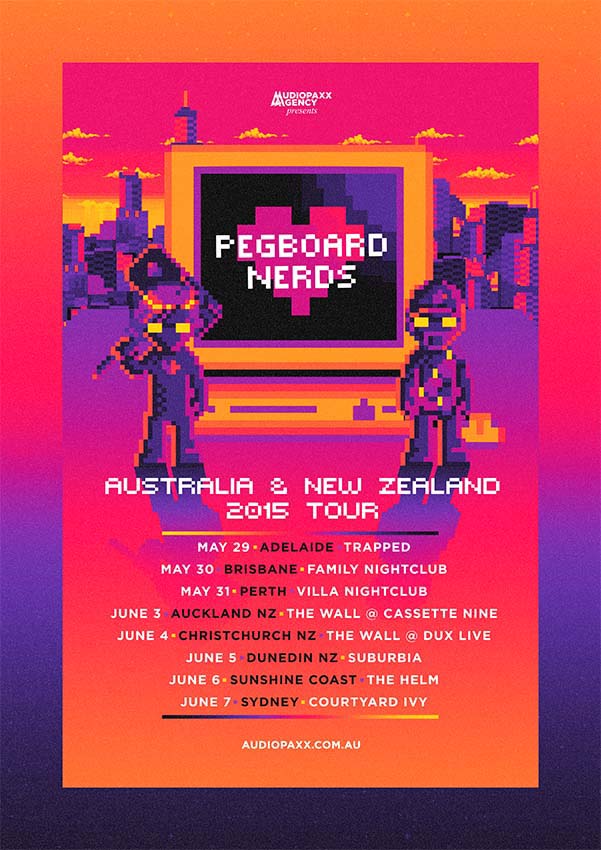 AUDIOPAXX
AGENCY
presents
PEGBOARD
NERDS
AUSTRALIA & NEW ZEALAND
2015 TOUR
MAY 29 ▪ ADELAIDE ▪ TRAPPED
MAY 30 ▪ BRISBANE ▪ FAMILY NIGHTCLUB
MAY 31 ▪ PERTH ▪ VILLA NIGHTCLUB
JUNE 3 ▪ AUCKLAND NZ ▪ THE WALL @ CASSETTE NINE
JUNE 4 ▪ CHRISTCHURCH NZ ▪ THE WALL @ DUX LIVE
JUNE 5 ▪ DUNEDIN NZ ▪ SUBURBIA
JUNE 6 ▪ SUNSHINE COAST ▪ THE HELM
JUNE 7 ▪ SYDNEY ▪ COURTYARD IVY
AUDIOPAXX.COM.AU